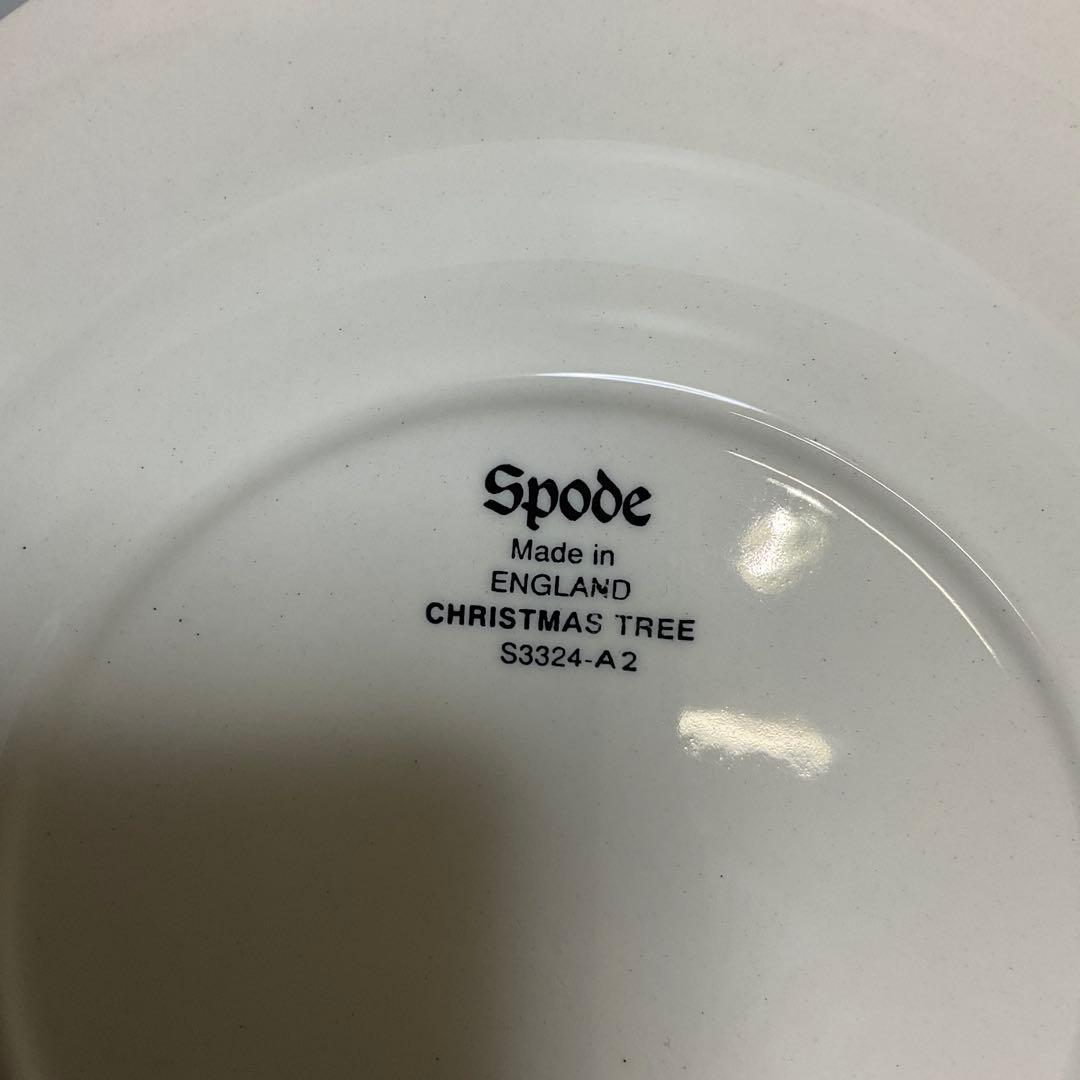 Spode
Made in
ENGLAND
CHRISTMAS TREE
S3324-A2